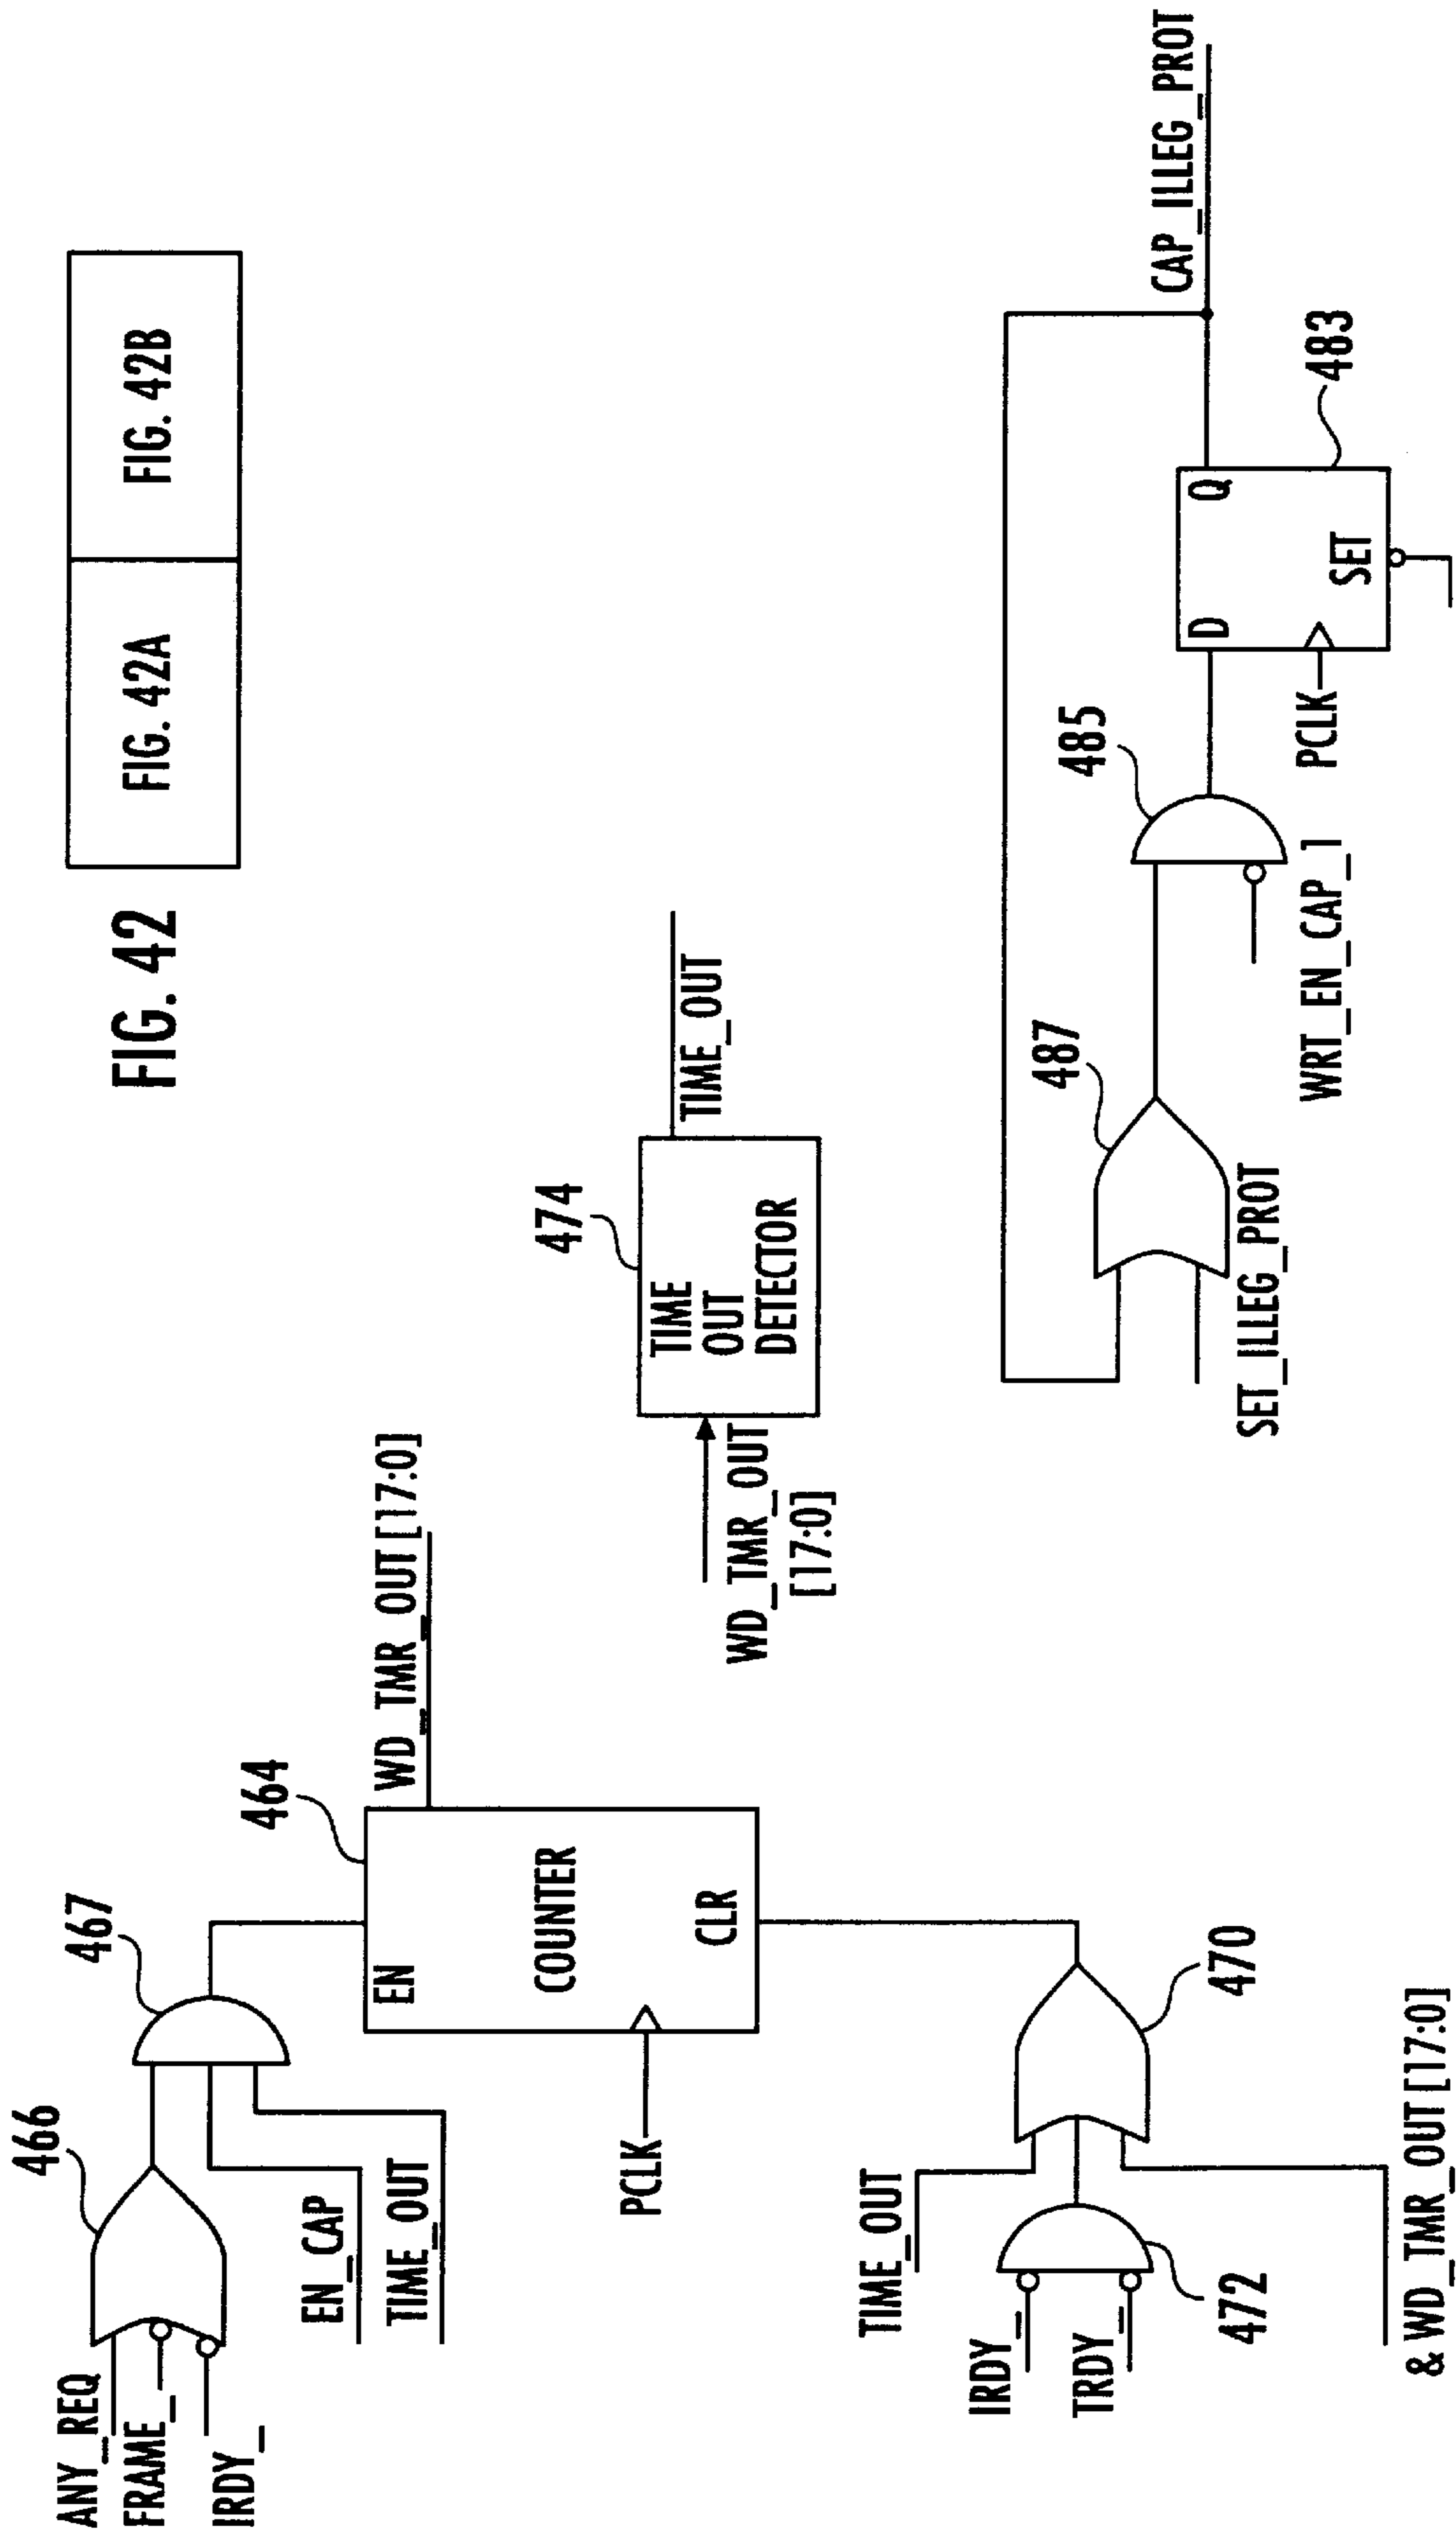 FIG. 42
FIG. 42A
FIG. 42B
466
467
ANY_REQ
FRAME_
IRDY_
EN_CAP
TIME_OUT
464
EN
COUNTER
CLR
PCLK
WD_TMR_OUT [17:0]
TIME_OUT
IRDY_
TRDY_
472
470
& WD_TMR_OUT [17:0]
474
TIME
OUT
DETECTOR
WD_TMR_OUT
[17:0]
TIME_OUT
487
SET_ILLEG_PROT
485
WRT_EN_CAP_1
PCLK
D
Q
SET
483
CAP_ILLEG_PROT